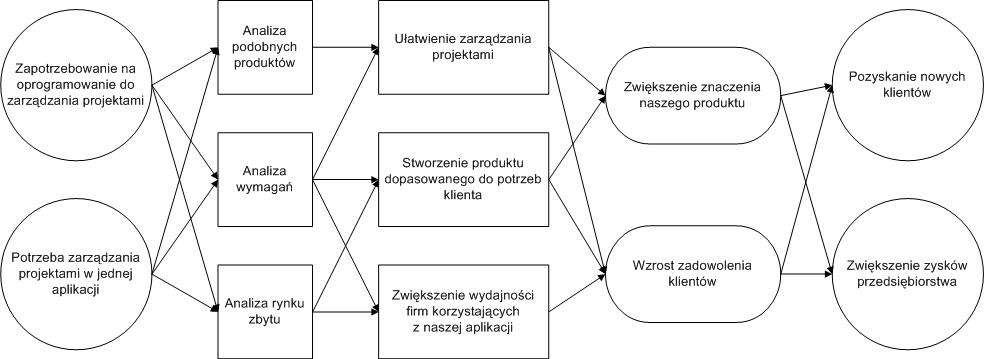 Zapotrzebowanie na
oprogramowanie do
zarządzania projektami
Potrzeba zarządzania
projektami w jednej
aplikacji
Analiza
podobnych
produktów
Analiza
wymagań
Analiza rynku
zbytu
Ułatwienie zarządzania
projektami
Stworzenie produktu
dopasowanego do potrzeb
klienta
Zwiększenie wydajności
firm korzystających
z naszej aplikacji
Zwiększenie znaczenia
naszego produktu
Wzrost zadowolenia
klientów
Pozyskanie nowych
klientów
Zwiększenie zysków
przedsiębiorstwa